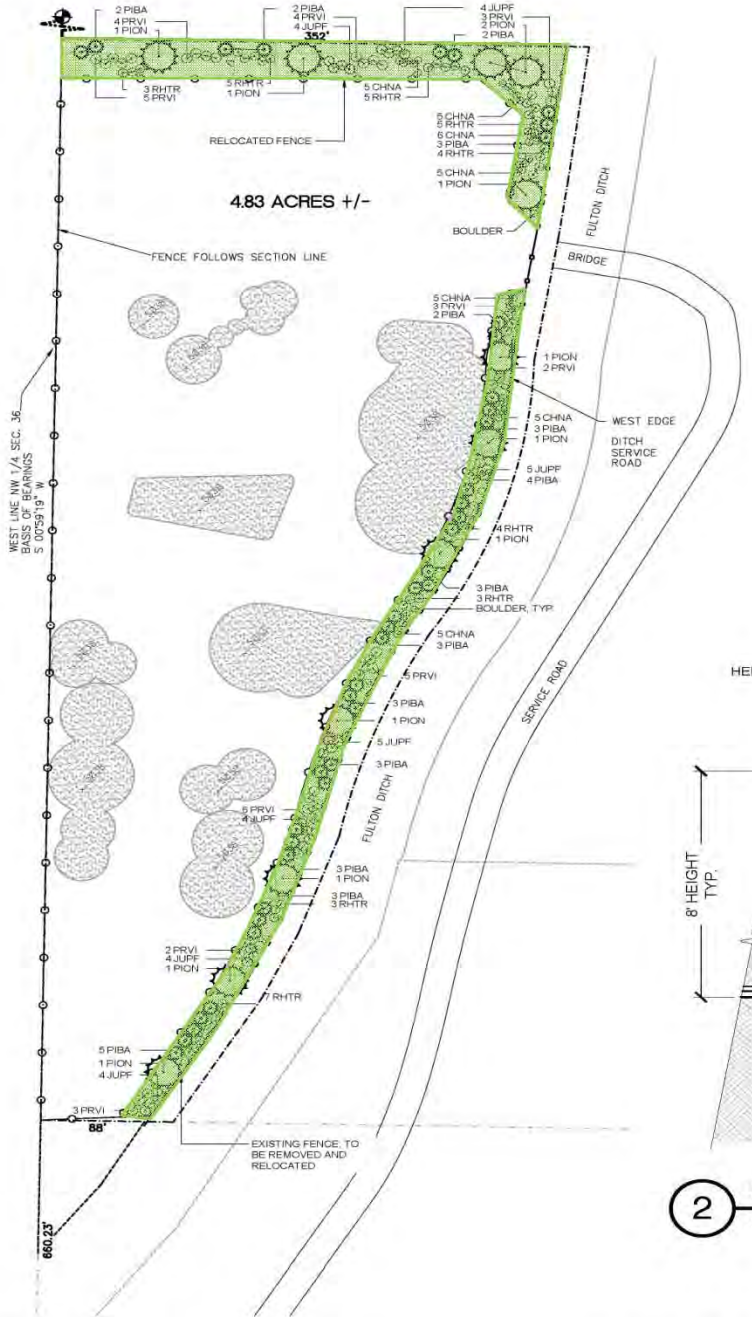 2 PIBA
4 PRVI
1 PION
2 PIBA
4 PRVI
4 JUPF
352'
4 JUPF
3 PRVI
2 PION
2 PIBA
3 RHTR
5 PRVI
5 RHTR
1 PION
5 CHNA
5 RHTR
RELOCATED FENCE
5 CHNA
5 RHTR
6 CHNA
3 PIBA
4 RHTR
5 CHNA
1 PION
BOULDER
4.83 ACRES +/-
FENCE FOLLOWS SECTION LINE
FULTON DITCH
BRIDGE
5 CHNA
3 PRVI
2 PIBA
1 PION
2 PRVI
WEST LINE NW 1/4 SEC. 36
BASIS OF BEARINGS
S 00°59'19" W
5 CHNA
3 PIBA
1 PION
WEST EDGE
DITCH
SERVICE
ROAD
5 JUPF
4 PIBA
4 RHTR
1 PION
3 PIBA
3 RHTR
BOULDER, TYP.
5 CHNA
3 PIBA
5 PRVI
SERVICE ROAD
3 PIBA
1 PION
5 JUPF
3 PIBA
FULTON DITCH
8' HEIGHT
TYP.
PRVI
4 JUPF
3 PIBA
1 PION
3 PIBA
3 RHTR
2 PRVI
4 JUPF
1 PION
7 RHTR
5 PIBA
1 PION
4 JUPF
3 PRVI
88'
EXISTING FENCE, TO
BE REMOVED AND
RELOCATED
660.23'
2